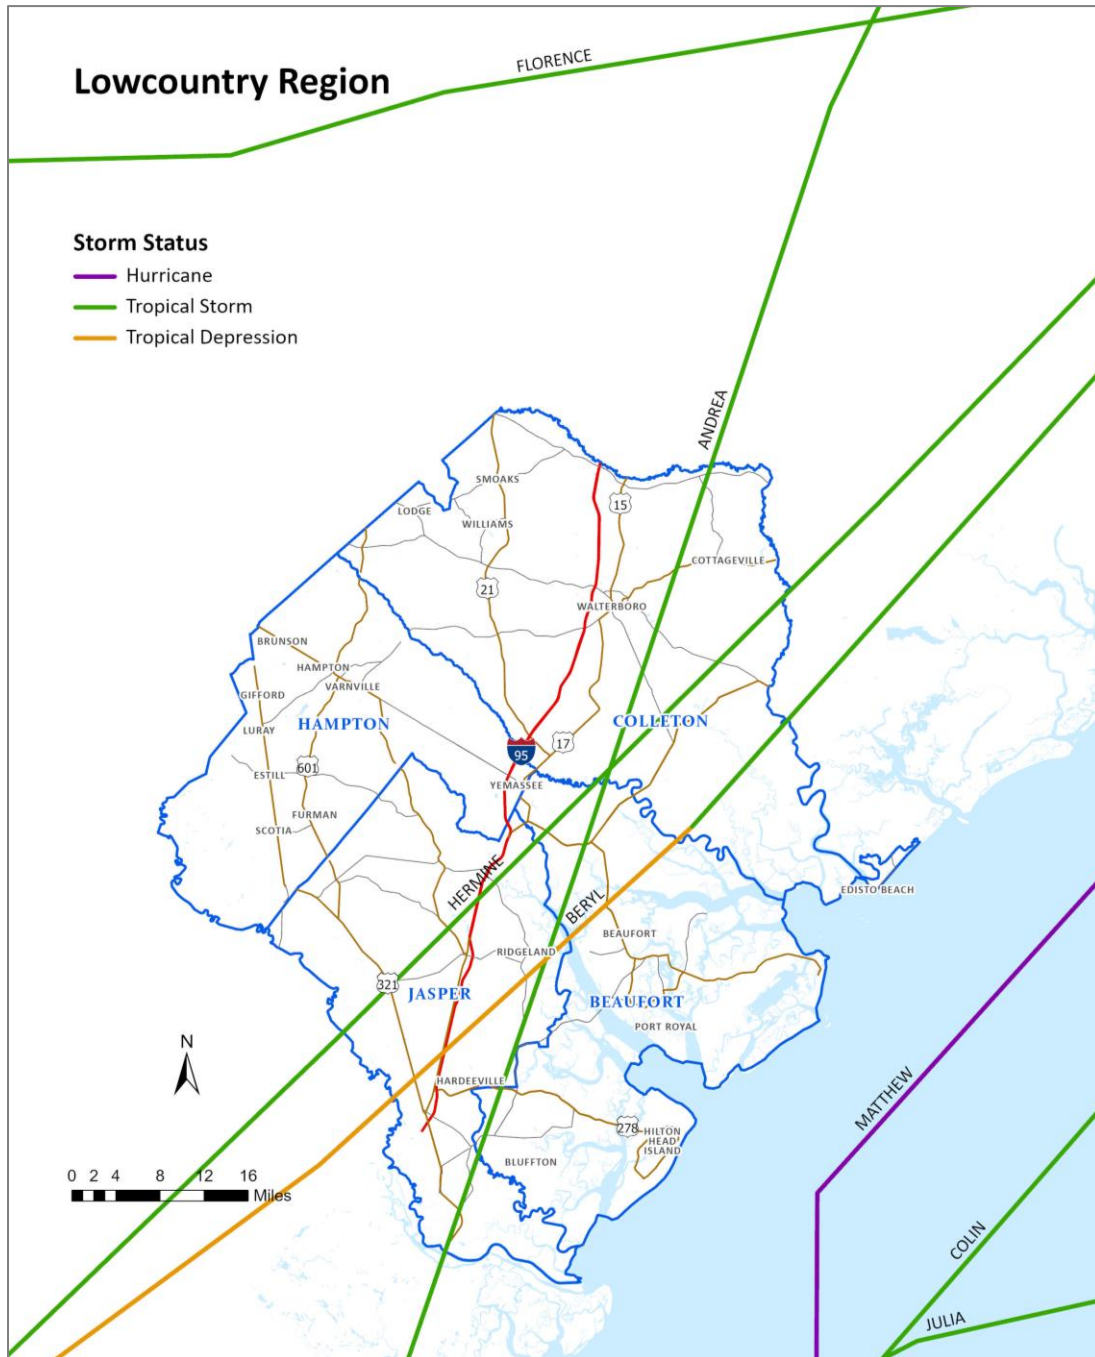 FLORENCE
Lowcountry Region
Storm Status
Hurricane
Tropical Storm
Tropical Depression
ANDREA
SMOAKS
15
LODGE
WILLIAMS
COTTAGEVILLE
21
WALTERBORO
BRUNSON
HAMPTON
VARNVILLE
GIFFORD
HAMPTON
COLLETON
LURAY
17
95
601
ESTILL
YEMASSEE
FURMAN
SCOTIA
HERMINE
BERYL
EDISTO BEACH
BEAUFORT
RIDGELAND
321
JASPER
BEAUFORT
PORT ROYAL
N
HARDEEVILLE
MATTHEW
278
HILTON
HEAD
ISLAND
BLUFFTON
0 2 4 8 12 16
Miles
COLIN
JULIA